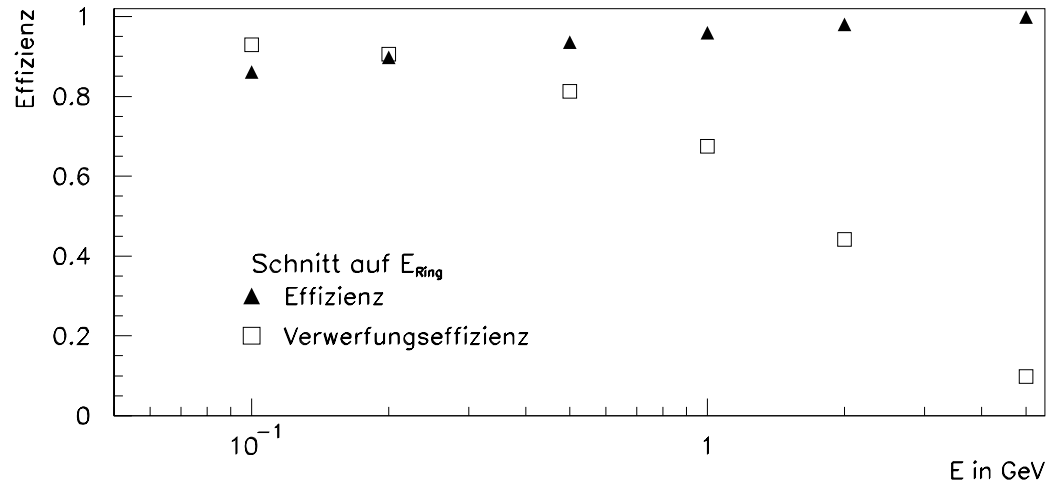 Effizienz
1
0.8
0.6
0.4
0.2
0
Schnitt auf E_Ring
Effizienz
Verwerfungseffizienz
10^-1
1
E in GeV